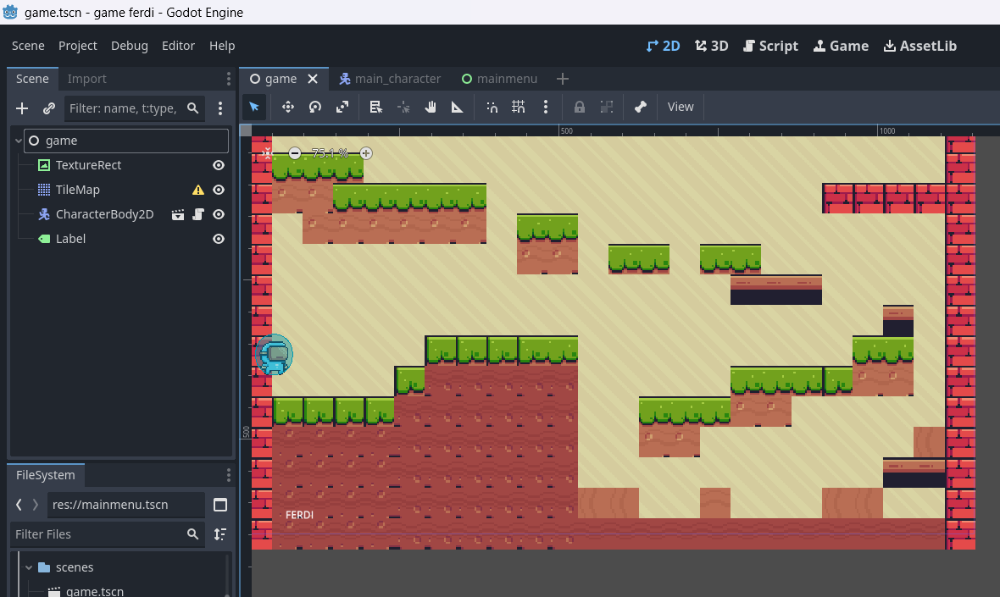 game.tscn - game ferdi - Godot Engine
Scene Project Debug Editor Help
2D 3D Script Game AssetLib
Scene Import
game main_character mainmenu
Filter: name, t:type,
View
game
500 1000
75.1 %
TextureRect
TileMap
CharacterBody2D
Label
500
FileSystem
res://mainmenu.tscn
FERDI
Filter Files
scenes
game.tscn